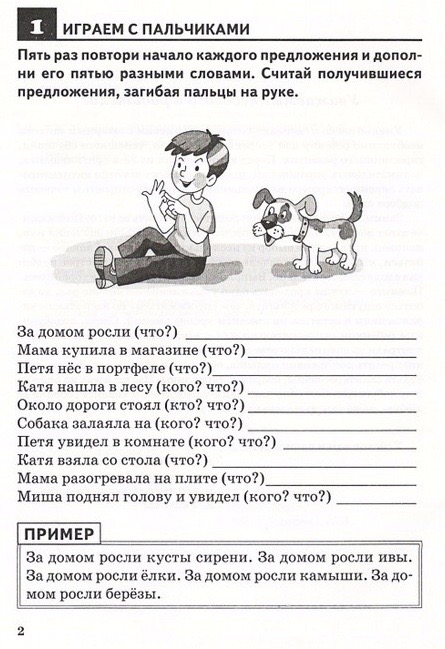 1 ИГРАЕМ С ПАЛЬЧИКАМИ
Пять раз повтори начало каждого предложения и допол-
ни его пятью разными словами. Считай получившиеся
предложения, загибая пальцы на руке.
За домом росли (что?)
Мама купила в магазине (что?)
Петя нёс в портфеле (что?)
Катя нашла в лесу (кого? что?)
Около дороги стоял (кто? что?)
Собака залаяла на (кого? что?)
Петя увидел в комнате (кого? что?)
Катя взяла со стола (что?)
Мама разогревала на плите (что?)
Миша поднял голову и увидел (кого? что?)
ПРИМЕР
За домом росли кусты сирени. За домом росли ивы.
За домом росли ёлки. За домом росли камыши. За до-
мом росли берёзы.
2